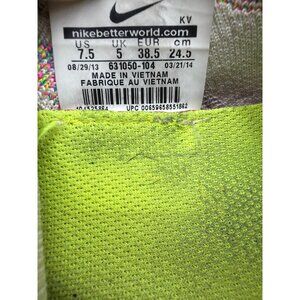 KV
nikebetterworld.com
US UK EUR cm
7.5 5 38.5 24.5
08/29/13 631050-104 03/21/14
MADE IN VIETNAM
FABRIQUE AU VIETNAM
UPC 00659658551862